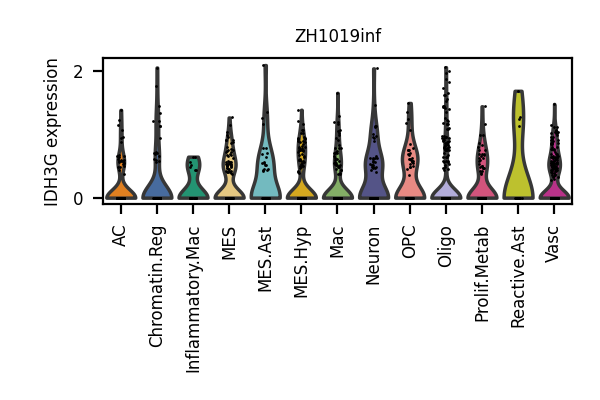 ZH1019inf
IDH3G expression
2
0
AC
Chromatin.Reg
Inflammatory.Mac
MES
MES.Ast
MES.Hyp
Mac
Neuron
OPC
Oligo
Prolif.Metab
Reactive.Ast
Vasc